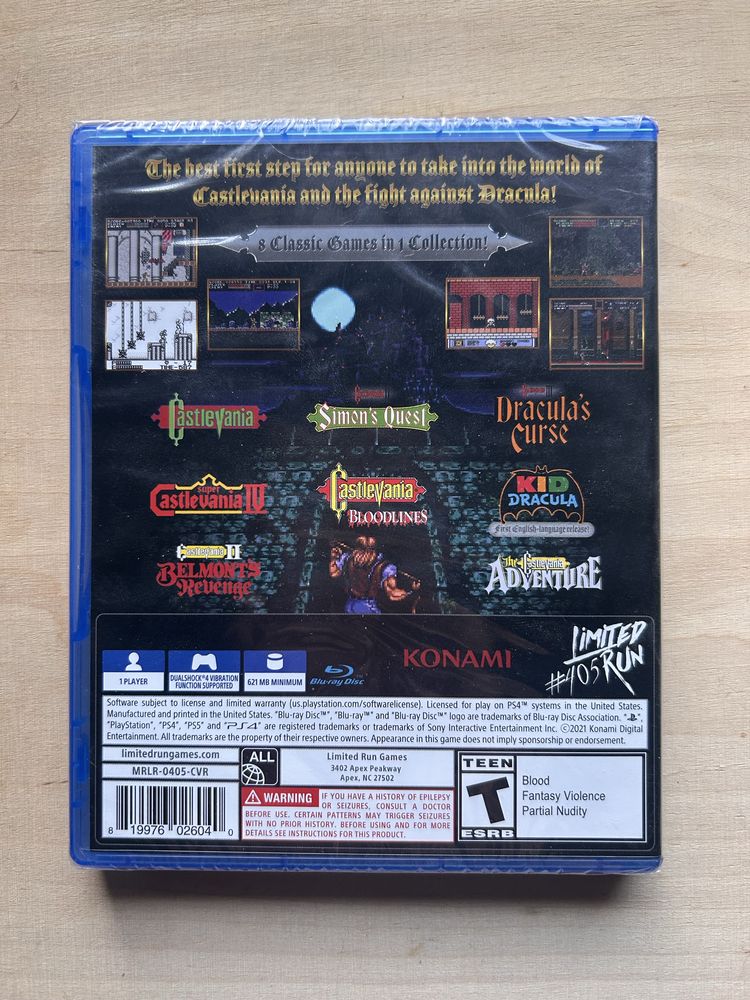 The best first step for anyone to take into the world of
Castlevania and the fight against Dracula!
8 Classic Games in 1 Collection!
Castlevania
Simon's Quest
Dracula's
Curse
Super
Castlevania IV
Castlevania
BLOODLINES
KID
DRACULA
First English-language release!
Castlevania II
BELMONT'S
Revenge
The Castlevania
ADVENTURE
LIMITED
RUN
#405
KONAMI
1 PLAYER
DUALSHOCK®4 VIBRATION
FUNCTION SUPPORTED
621 MB MINIMUM
Blu-ray Disc
Software subject to license and limited warranty (us.playstation.com/softwarelicense). Licensed for play on PS4™ systems in the United States.
Manufactured and printed in the United States. "Blu-ray Disc™", "Blu-ray™" and "Blu-ray Disc™" logo are trademarks of Blu-ray Disc Association. "PS",
"PlayStation", "PS4", "PS5" and "PS4" are registered trademarks or trademarks of Sony Interactive Entertainment Inc. ©2021 Konami Digital
Entertainment. All trademarks are the property of their respective owners. Appearance in this game does not imply sponsorship or endorsement.
limitedrungames.com
MRLR-0405-CVR
8 19976 02604 0
ALL
Limited Run Games
3402 Apex Peakway
Apex, NC 27502
WARNING IF YOU HAVE A HISTORY OF EPILEPSY
OR SEIZURES, CONSULT A DOCTOR
BEFORE USE. CERTAIN PATTERNS MAY TRIGGER SEIZURES
WITH NO PRIOR HISTORY. BEFORE USING AND FOR MORE
DETAILS SEE INSTRUCTIONS FOR THIS PRODUCT.
TEEN
T
ESRB
Blood
Fantasy Violence
Partial Nudity